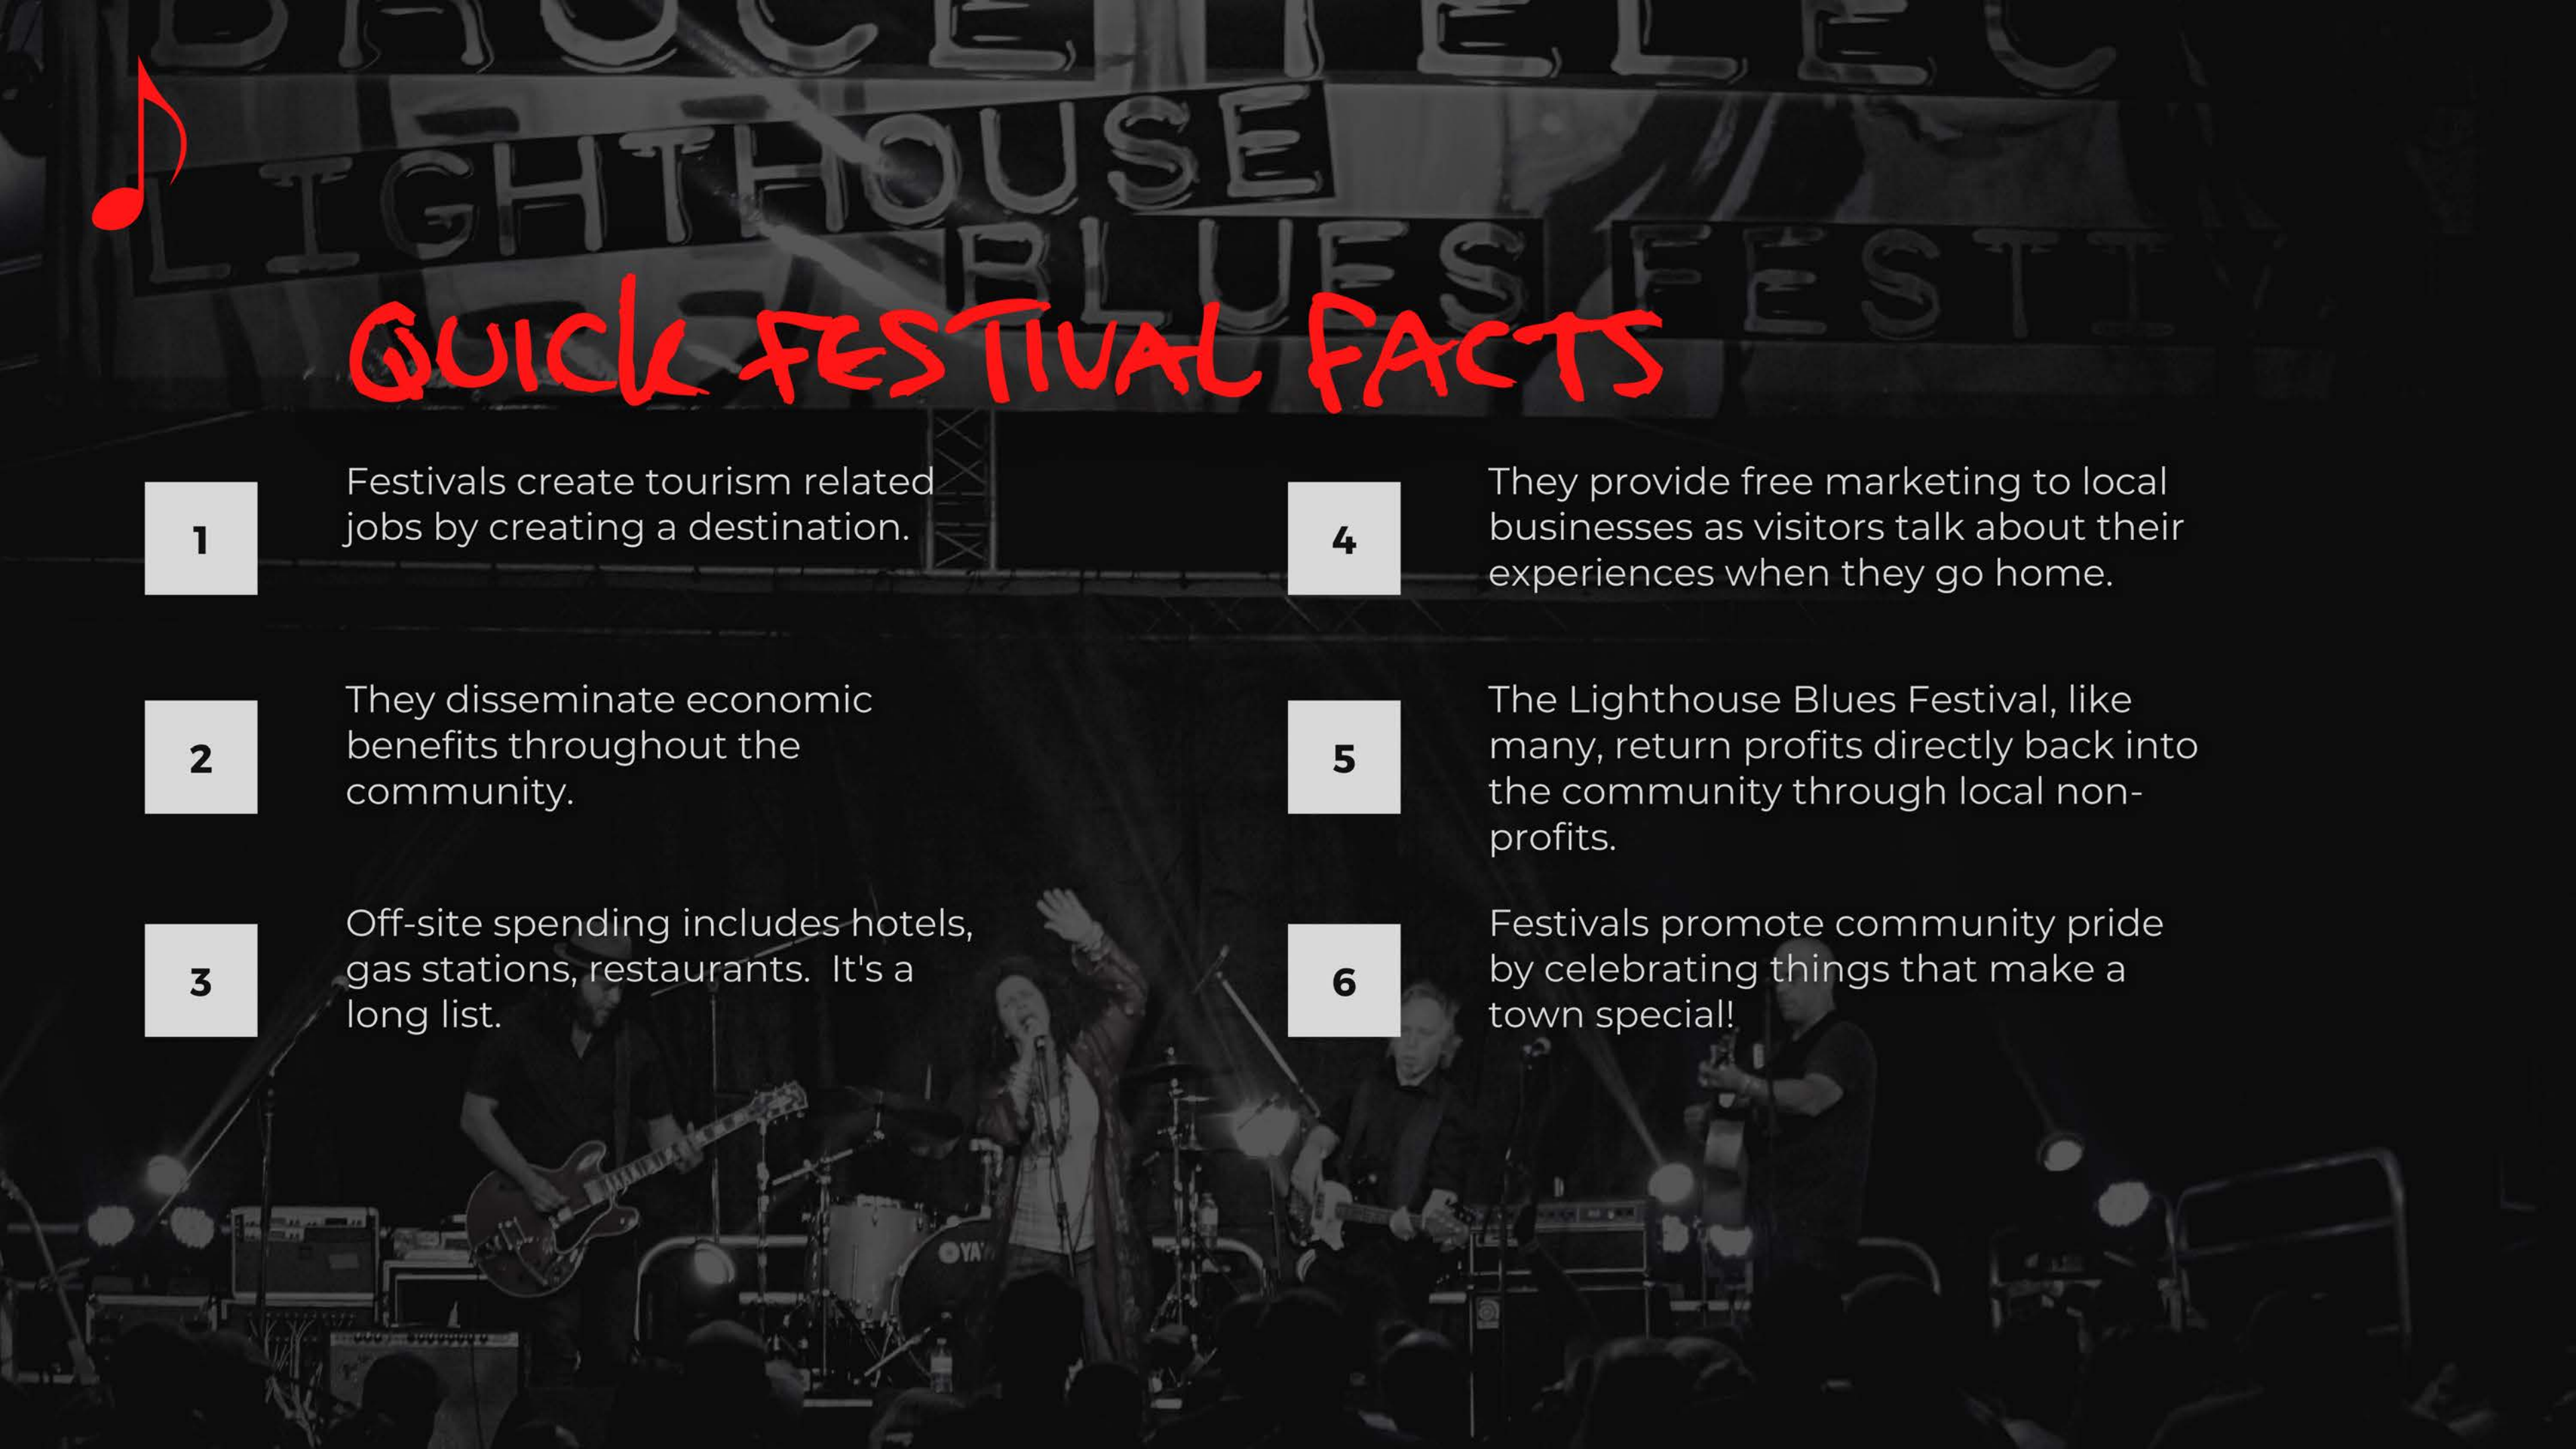 BRUCE TELEC
LIGHTHOUSE
BLUES FESTI
QUICK FESTIVAL FACTS
1
Festivals create tourism related
jobs by creating a destination.
2
They disseminate economic
benefits throughout the
community.
3
Off-site spending includes hotels,
gas stations, restaurants.  It's a
long list.
4
They provide free marketing to local
businesses as visitors talk about their
experiences when they go home.
5
The Lighthouse Blues Festival, like
many, return profits directly back into
the community through local non-
profits.
6
Festivals promote community pride
by celebrating things that make a
town special!
YA